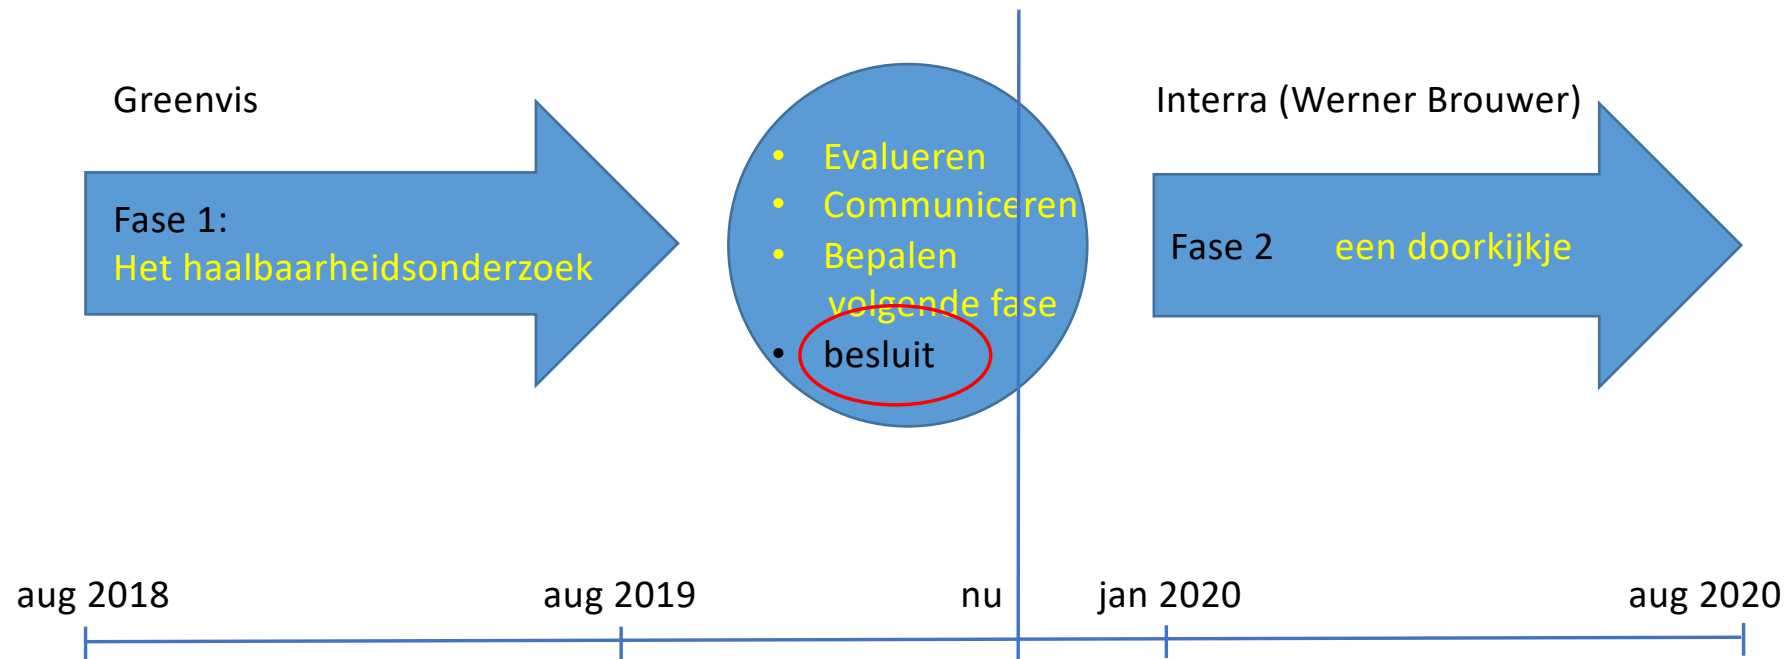 Greenvis
Fase 1:
Het haalbaarheidsonderzoek
• Evalueren
• Communiceren
• Bepalen
volgende fase
• besluit
Interra (Werner Brouwer)
Fase 2 een doorkijkje
aug 2018 aug 2019 nu jan 2020 aug 2020